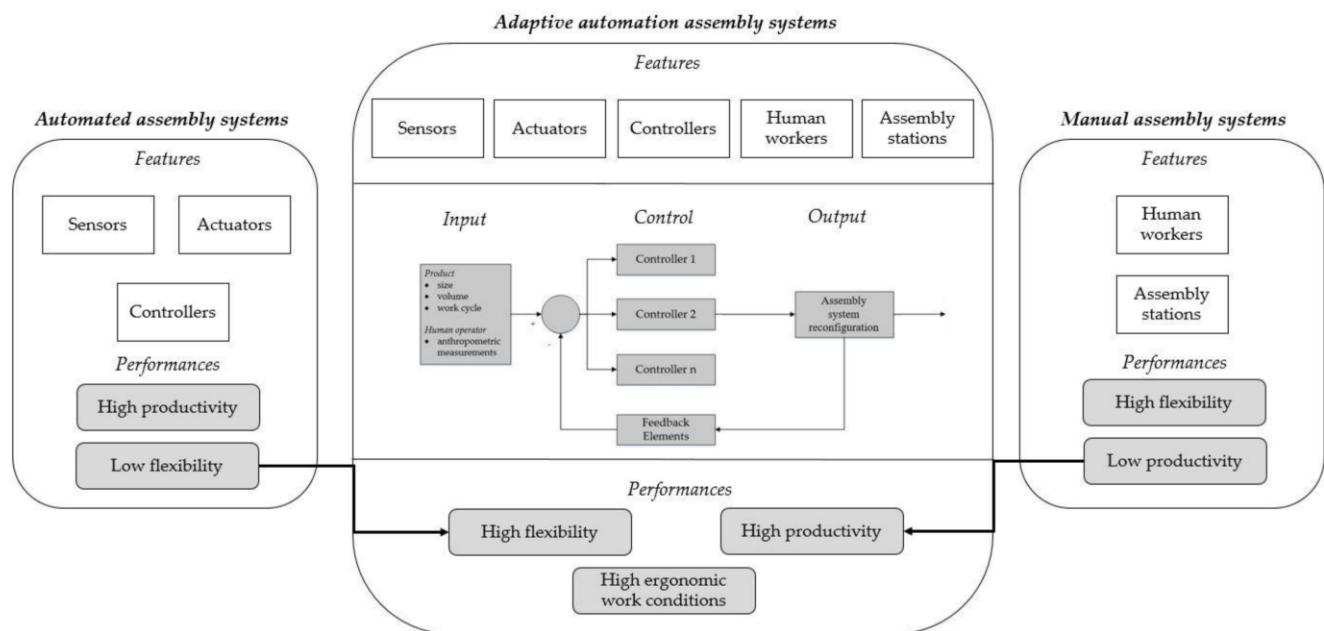 Adaptive automation assembly systems
Features
Sensors
Actuators
Controllers
Human
workers
Assembly
stations
Automated assembly systems
Features
Sensors
Actuators
Controllers
Performances
High productivity
Low flexibility
Input
Control
Output
Product
• size
• volume
• work cycle
Human operator
• anthropometric
measurements
+
-
Controller 1
Controller 2
Controller n
Assembly
system
reconfiguration
Feedback
Elements
Performances
High flexibility
High productivity
High ergonomic
work conditions
Manual assembly systems
Features
Human
workers
Assembly
stations
Performances
High flexibility
Low productivity